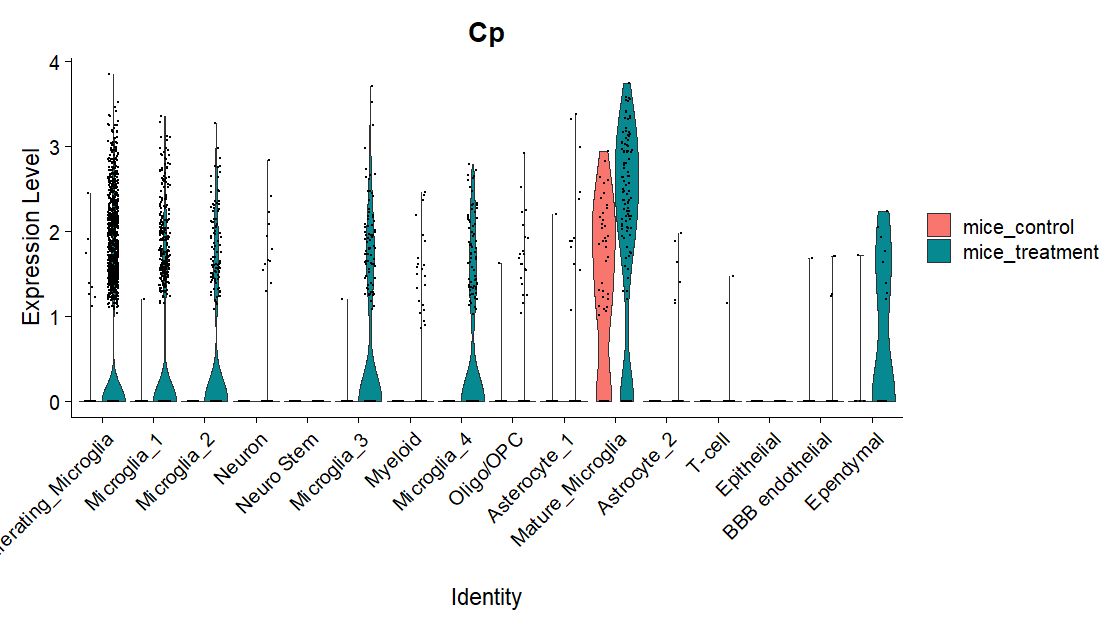 Cp
4
3
2
1
0
Expression Level
mice_control
mice_treatment
Microglia_1
Microglia_2
Neuron
Neuro Stem
Microglia_3
Myeloid
Microglia_4
Oligo/OPC
Asterocyte_1
Mature_Microglia
Astrocyte_2
T-cell
Epithelial
BBB endothelial
Ependymal
Identity